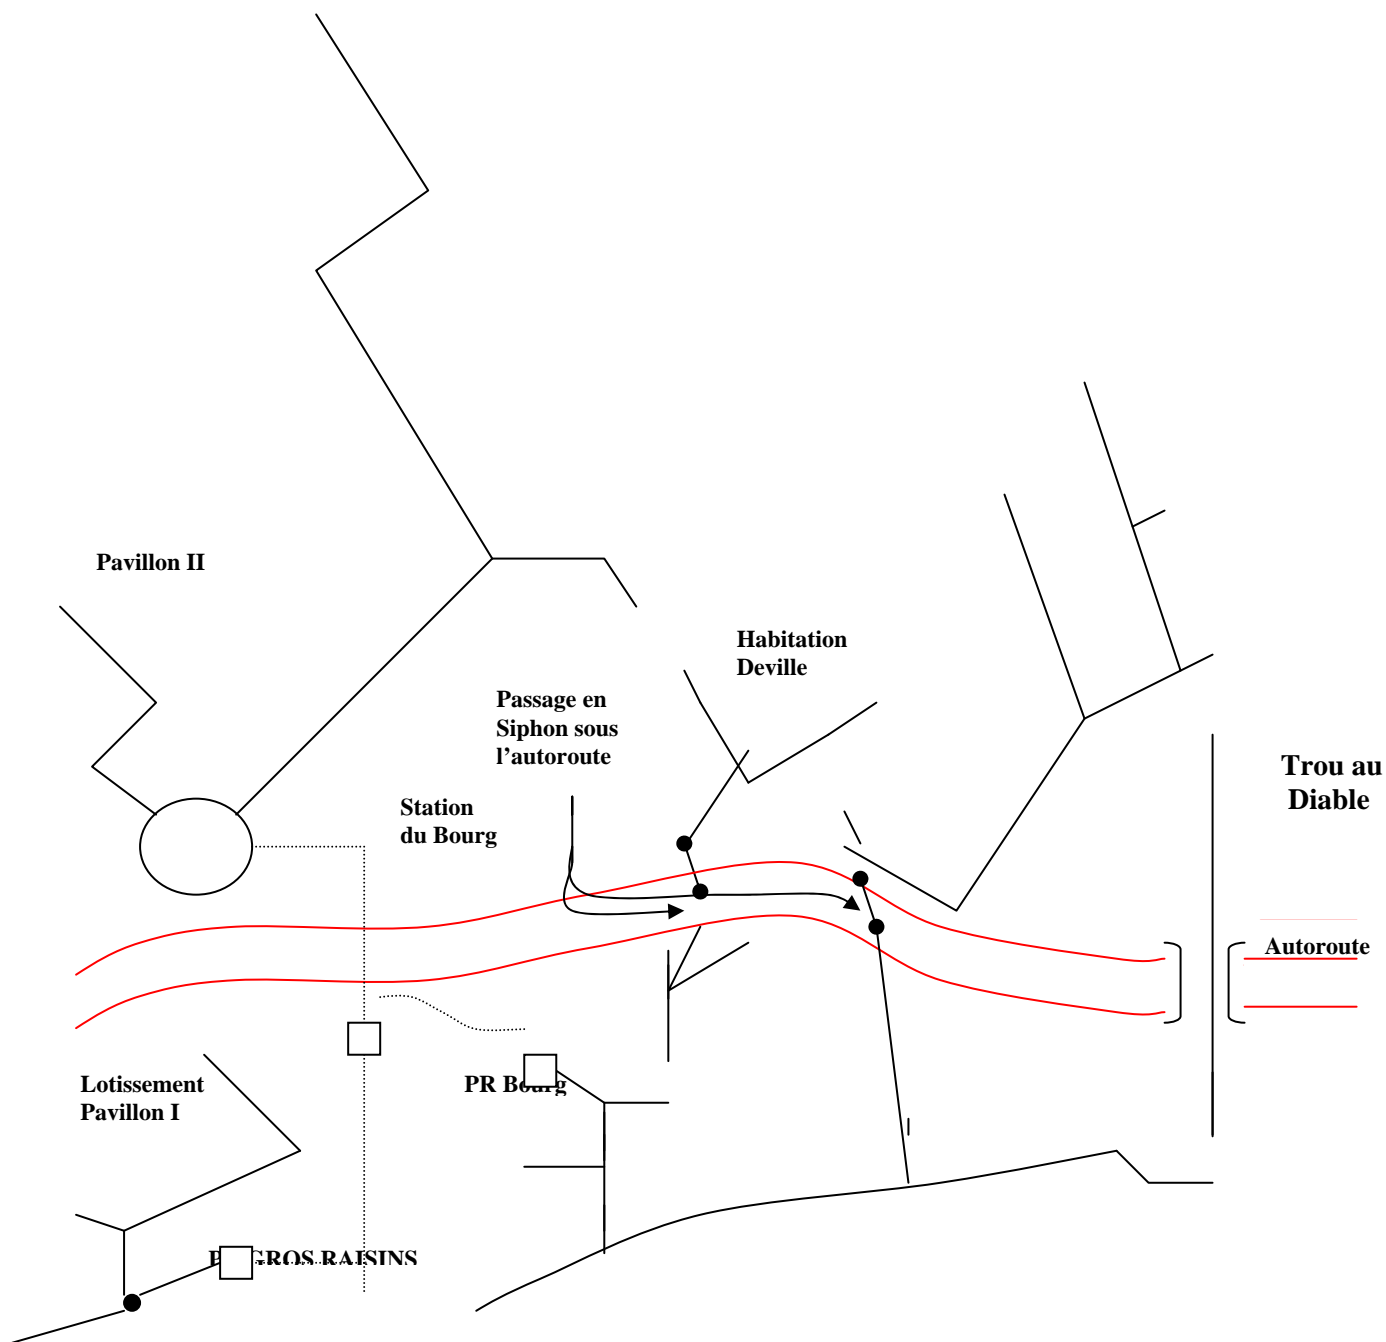 Pavillon II
Habitation
Deville
Passage en
Siphon sous
l’autoroute
Trou au
Diable
Station
du Bourg
Autoroute
Lotissement
Pavillon I
PR Bourg
GROS RAISINS